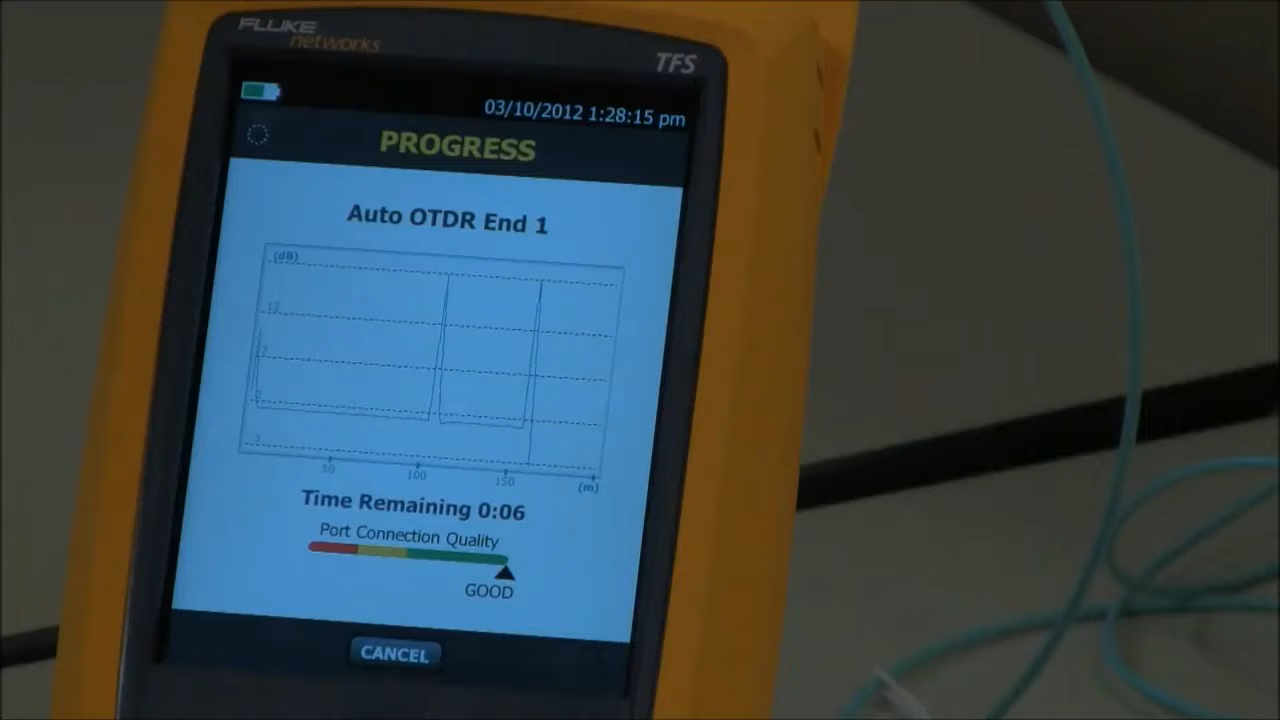 FLUKE
networks
TFS
03/10/2012 1:28:15 pm
PROGRESS
Auto OTDR End 1
(dB)
50 100 150 (m)
Time Remaining 0:06
Port Connection Quality
GOOD
CANCEL